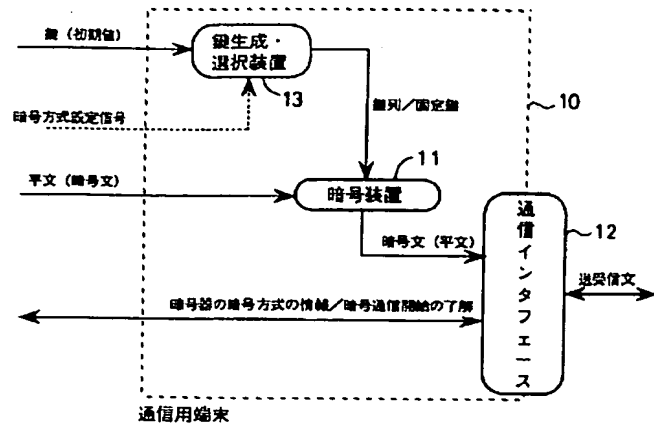 鍵（初期値）
鍵生成・
選択装置
13
暗号方式設定信号
鍵列／固定鍵
10
11
平文（暗号文）
暗号装置
通信インタフェース
12
暗号文（平文）
送受信文
暗号器の暗号方式の情報／暗号通信開始の了解
通信用端末